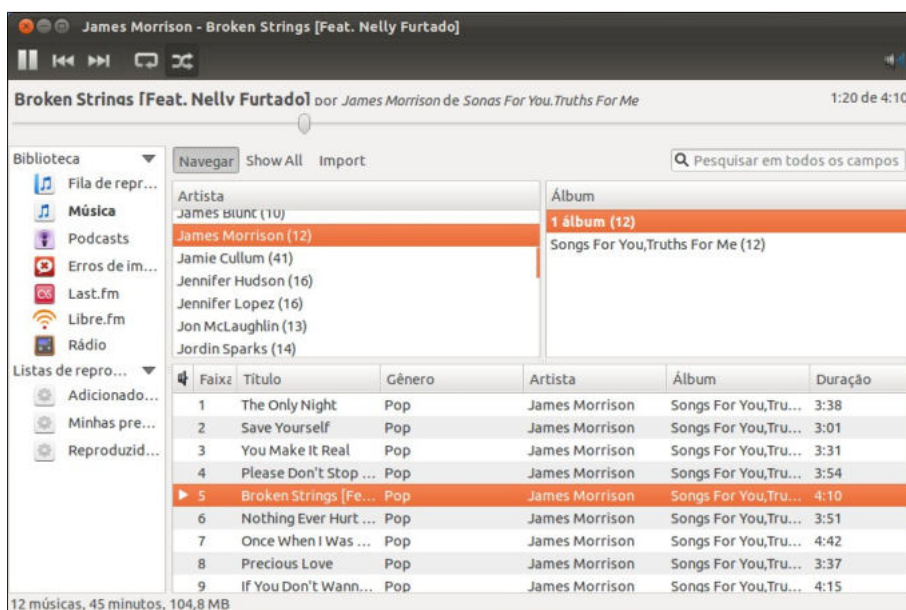 James Morrison - Broken Strings [Feat. Nelly Furtado]
Broken Strings [Feat. Nelly Furtado] por James Morrison de Songs For You,Truths For Me 1:20 de 4:10
Biblioteca
Fila de repr...
Música
Podcasts
Erros de im...
Last.fm
Libre.fm
Rádio
Listas de repro...
Adicionado...
Minhas pre...
Reproduzid...
Navegar Show All Import Pesquisar em todos os campos
Artista
James Blunt (10)
James Morrison (12)
Jamie Cullum (41)
Jennifer Hudson (16)
Jennifer Lopez (16)
Jon McLaughlin (13)
Jordin Sparks (14)
Álbum
1 álbum (12)
Songs For You,Truths For Me (12)
Faixa Título Gênero Artista Álbum Duração
1 The Only Night Pop James Morrison Songs For You,Tru... 3:38
2 Save Yourself Pop James Morrison Songs For You,Tru... 3:01
3 You Make It Real Pop James Morrison Songs For You,Tru... 3:31
4 Please Don't Stop ... Pop James Morrison Songs For You,Tru... 3:54
5 Broken Strings [Fe... Pop James Morrison Songs For You,Tru... 4:10
6 Nothing Ever Hurt ... Pop James Morrison Songs For You,Tru... 3:51
7 Once When I Was ... Pop James Morrison Songs For You,Tru... 4:42
8 Precious Love Pop James Morrison Songs For You,Tru... 3:37
9 If You Don't Wann... Pop James Morrison Songs For You,Tru... 4:15
12 músicas, 45 minutos, 104,8 MB